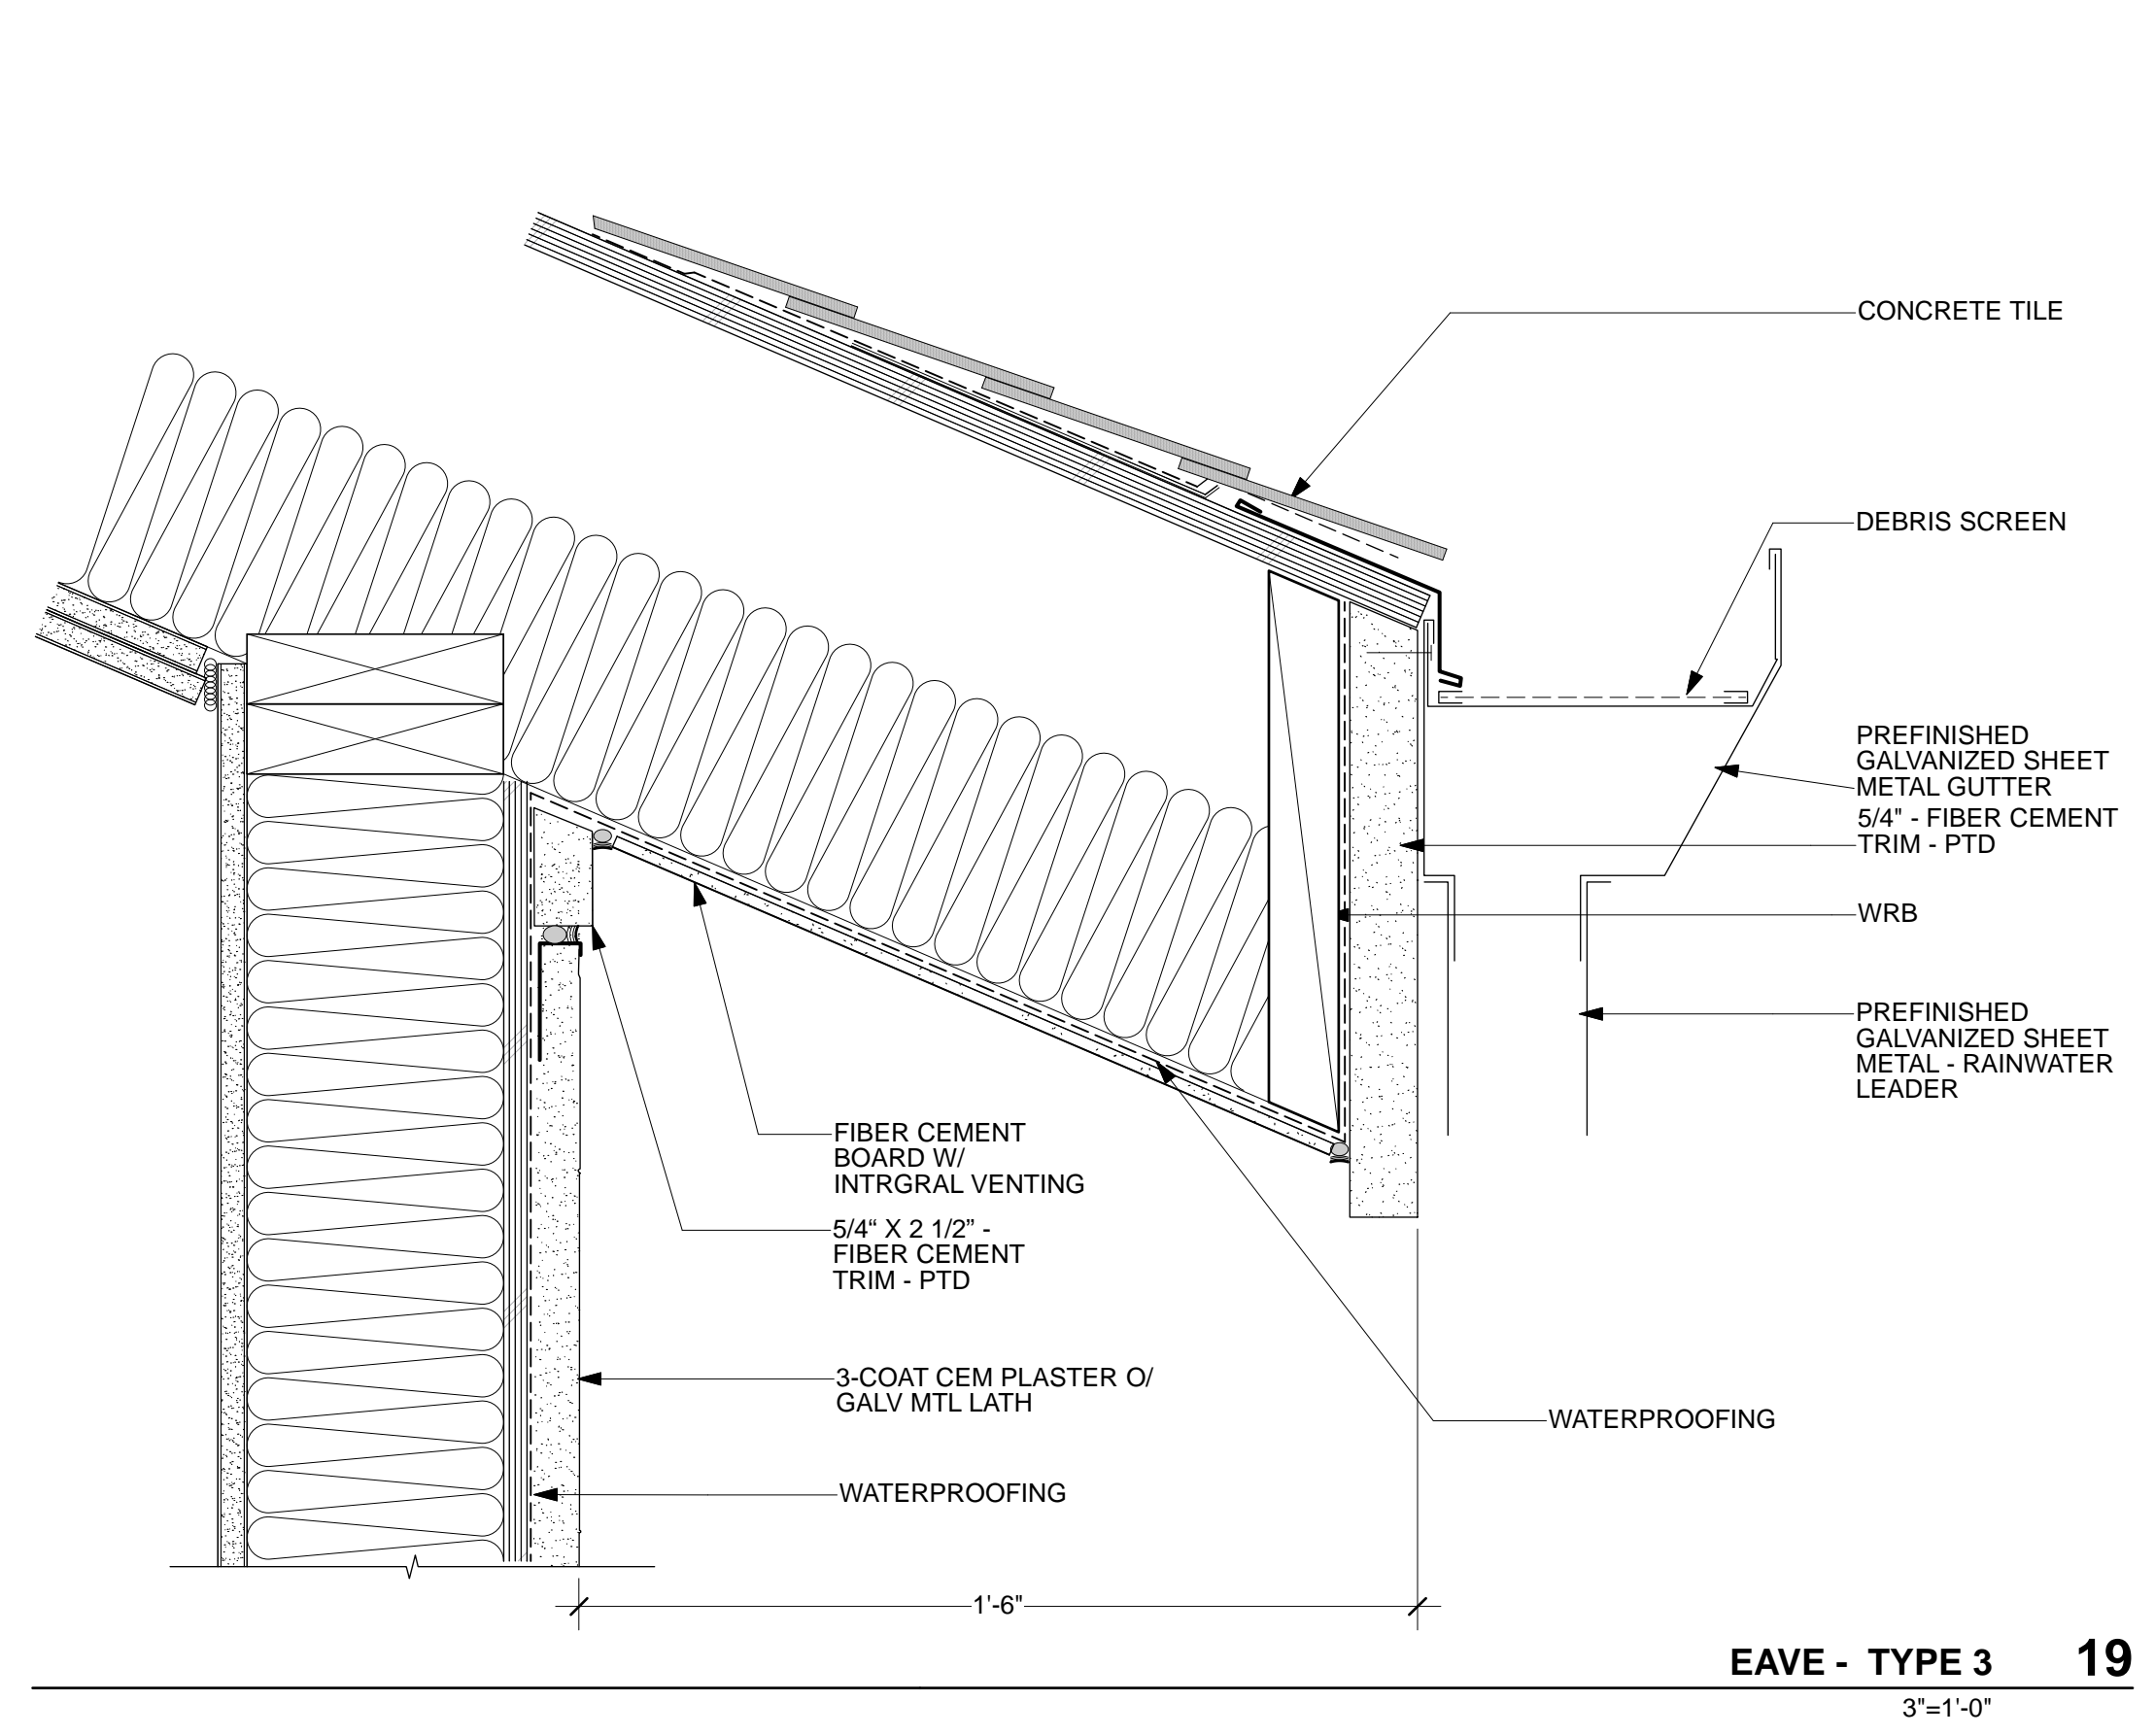 CONCRETE TILE
DEBRIS SCREEN
PREFINISHED
GALVANIZED SHEET
METAL GUTTER
5/4" - FIBER CEMENT
TRIM - PTD
WRB
PREFINISHED
GALVANIZED SHEET
METAL - RAINWATER
LEADER
FIBER CEMENT
BOARD W/
INTRGRAL VENTING
5/4“ X 2 1/2” -
FIBER CEMENT
TRIM - PTD
3-COAT CEM PLASTER O/
GALV MTL LATH
WATERPROOFING
WATERPROOFING
1'-6"
EAVE - TYPE 3 19
3"=1'-0"